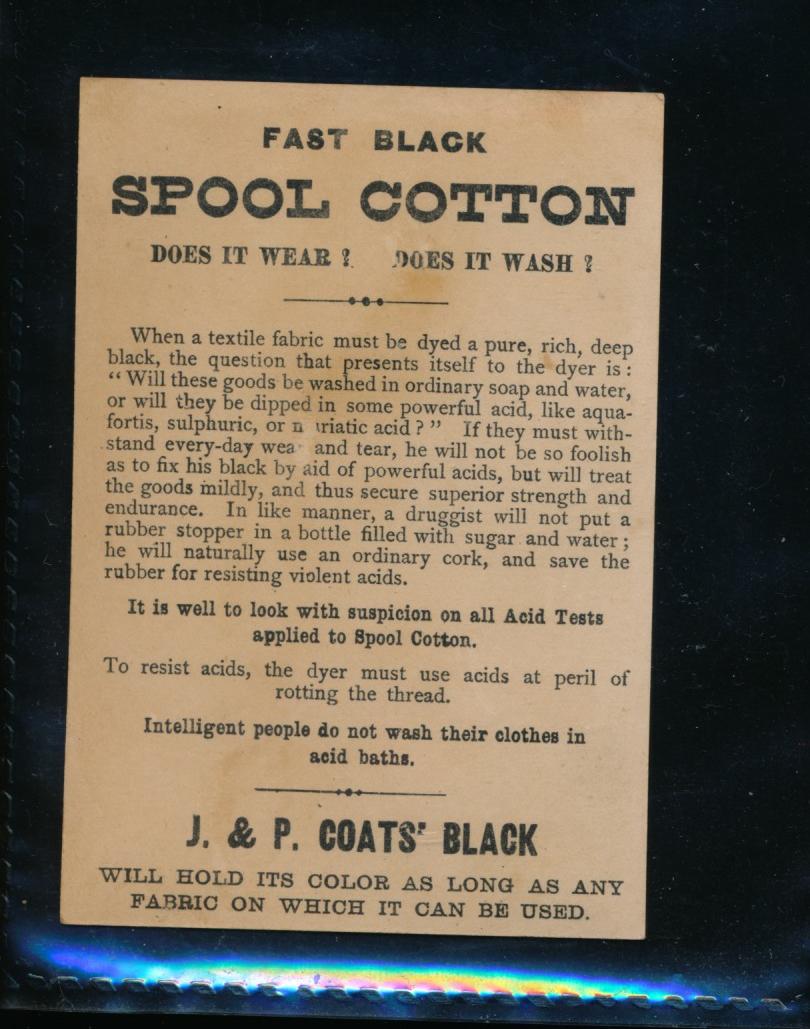 FAST BLACK
SPOOL COTTON
DOES IT WEAR ? DOES IT WASH ?
When a textile fabric must be dyed a pure, rich, deep
black, the question that presents itself to the dyer is :
“ Will these goods be washed in ordinary soap and water,
or will they be dipped in some powerful acid, like aqua-
fortis, sulphuric, or n uriatic acid ? ” If they must with-
stand every-day wea and tear, he will not be so foolish
as to fix his black by aid of powerful acids, but will treat
the goods mildly, and thus secure superior strength and
endurance. In like manner, a druggist will not put a
rubber stopper in a bottle filled with sugar and water ;
he will naturally use an ordinary cork, and save the
rubber for resisting violent acids.
It is well to look with suspicion on all Acid Tests
applied to Spool Cotton.
To resist acids, the dyer must use acids at peril of
rotting the thread.
Intelligent people do not wash their clothes in
acid baths.
J. & P. COATS' BLACK
WILL HOLD ITS COLOR AS LONG AS ANY
FABRIC ON WHICH IT CAN BE USED.